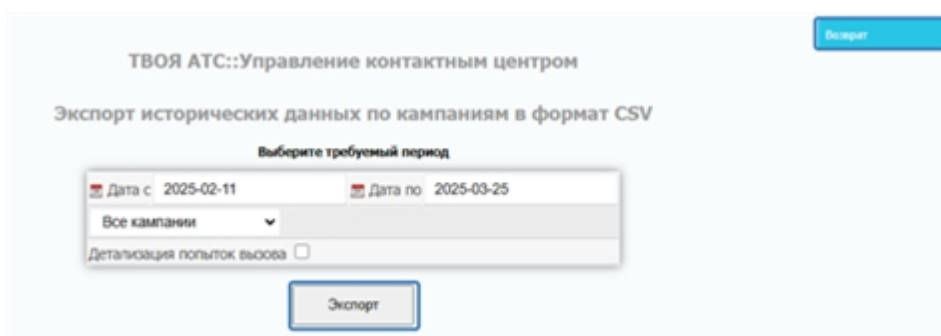 Возврат
ТВОЯ АТС::Управление контактным центром
Экспорт исторических данных по кампаниям в формат CSV
Выберите требуемый период
Дата с 2025-02-11 Дата по 2025-03-25
Все кампании
Детализация попыток вызова
Экспорт